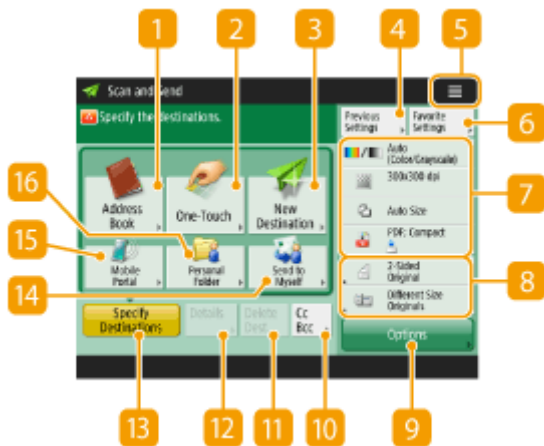 1
2
3
4
5
Scan and Send
Specify the destinations.
Previous
Settings
Favorite
Settings
6
Auto
(Color/Grayscale)
300x300 dpi
7
Auto Size
PDF; Compact
16
Address
Book
One-Touch
New
Destination
15
Mobile
Portal
Personal
Folder
Send to
Myself
2-Sided
Original
Different Size
Originals
8
14
Specify
Destinations
Details
Delete
Dest.
Cc
Bcc
Options
13
12
11
10
9